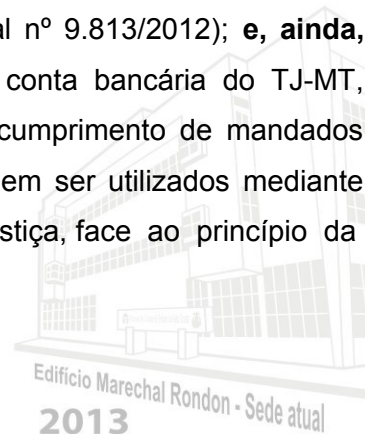 al nº 9.813/2012); e, ainda,
conta bancária do TJ-MT,
cumprimento de mandados
em ser utilizados mediante
stiça, face ao princípio da
Edifício Marechal Rondon - Sede atual
2013